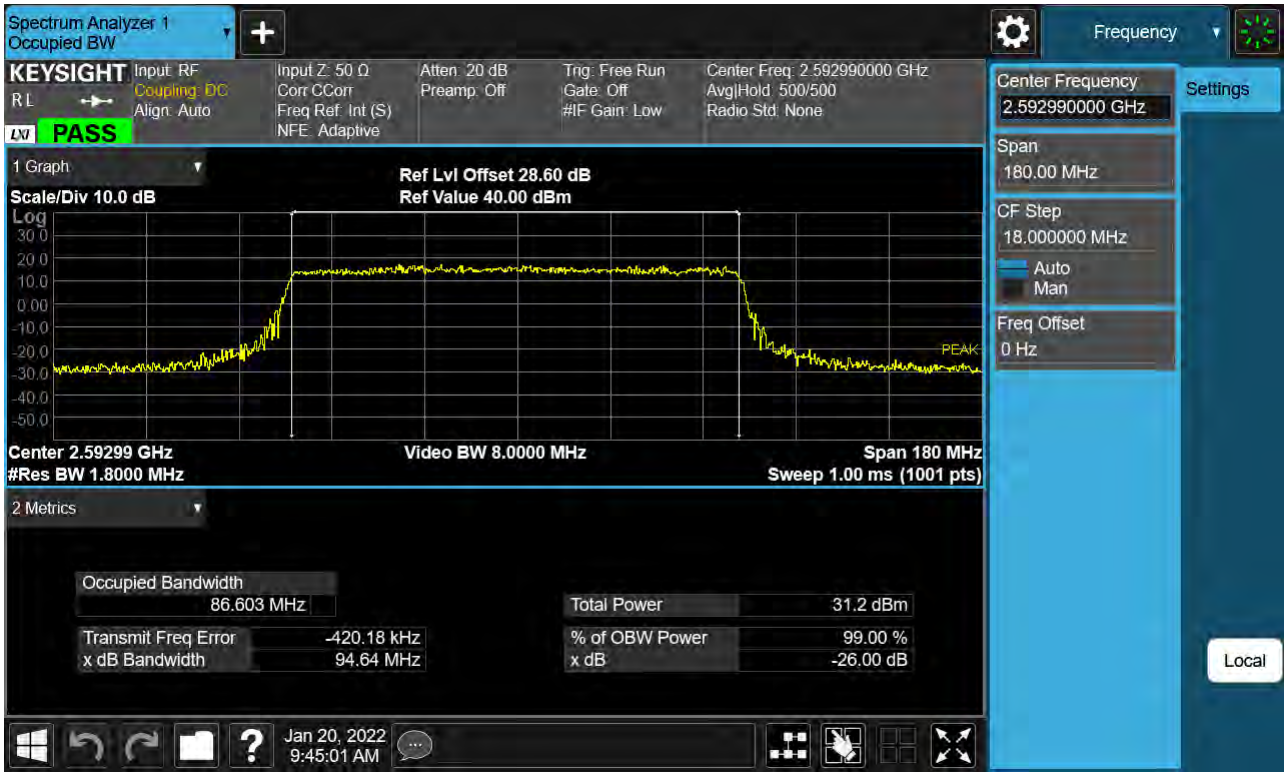 Spectrum Analyzer 1
Occupied BW
+
Frequency
KEYSIGHT
Input: RF
Coupling: DC
Align: Auto
Input Z: 50 Ω
Corr CCorr
Freq Ref: Int (S)
NFE: Adaptive
Atten: 20 dB
Preamp: Off
Trig: Free Run
Gate: Off
#IF Gain: Low
Center Freq: 2.592990000 GHz
Avg|Hold: 500/500
Radio Std: None
R L
LXI
PASS
Center Frequency
2.592990000 GHz
Settings
Span
180.00 MHz
CF Step
18.000000 MHz
Auto
Man
Freq Offset
0 Hz
Local
1 Graph
Scale/Div 10.0 dB
Ref Lvl Offset 28.60 dB
Ref Value 40.00 dBm
Log
30.0
20.0
10.0
0.00
-10.0
-20.0
-30.0
-40.0
-50.0
PEAK
Center 2.59299 GHz
Video BW 8.0000 MHz
Span 180 MHz
#Res BW 1.8000 MHz
Sweep 1.00 ms (1001 pts)
2 Metrics
Occupied Bandwidth
86.603 MHz
Total Power 31.2 dBm
Transmit Freq Error -420.18 kHz
% of OBW Power 99.00 %
x dB Bandwidth 94.64 MHz
x dB -26.00 dB
?
Jan 20, 2022
9:45:01 AM